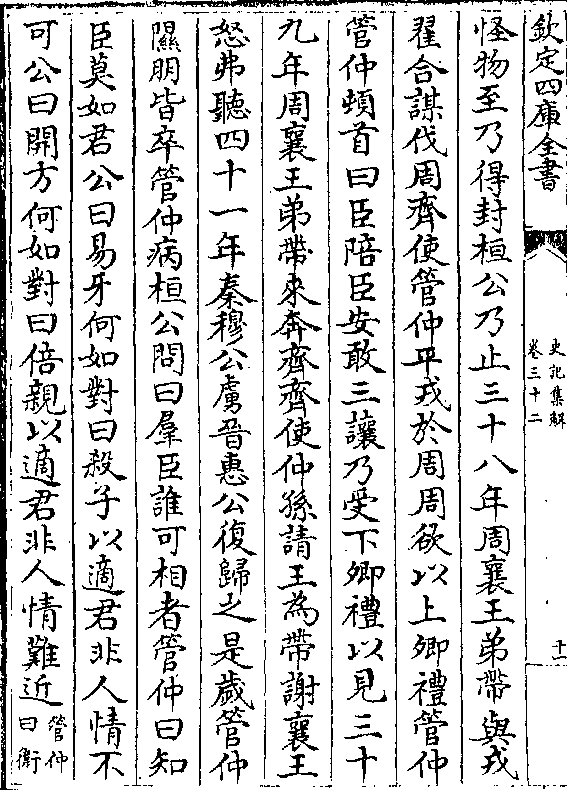 欽定四庫全書
史記集解
卷三十二
十一
怪物至乃得封桓公乃止三十八年周襄王弟帶與戎
翟合謀伐周齊使管仲平戎於周周欲以上卿禮管仲
管仲頓首曰臣陪臣安敢三讓乃受下卿禮以見三十
九年周襄王弟帶來奔齊齊使仲孫請王為帶謝襄王
怒弗聽四十一年秦穆公虜晉惠公復歸之是歲管仲
隰朋皆卒管仲病桓公問曰羣臣誰可相者管仲曰知
臣莫如君公曰易牙何如對曰殺子以適君非人情不
可公曰開方何如對曰倍親以適君非人情難近
管仲
曰衛